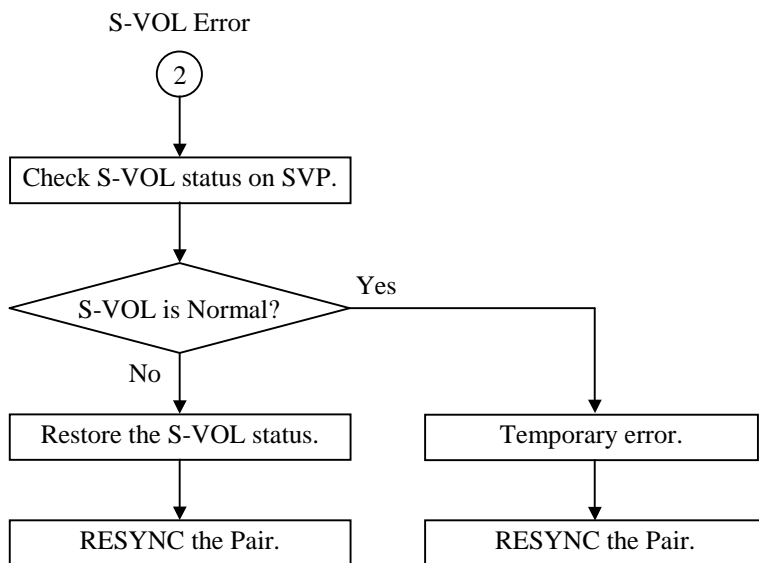 S-VOL Error
2
Check S-VOL status on SVP.
S-VOL is Normal?
Yes
No
Restore the S-VOL status.
Temporary error.
RESYNC the Pair.
RESYNC the Pair.